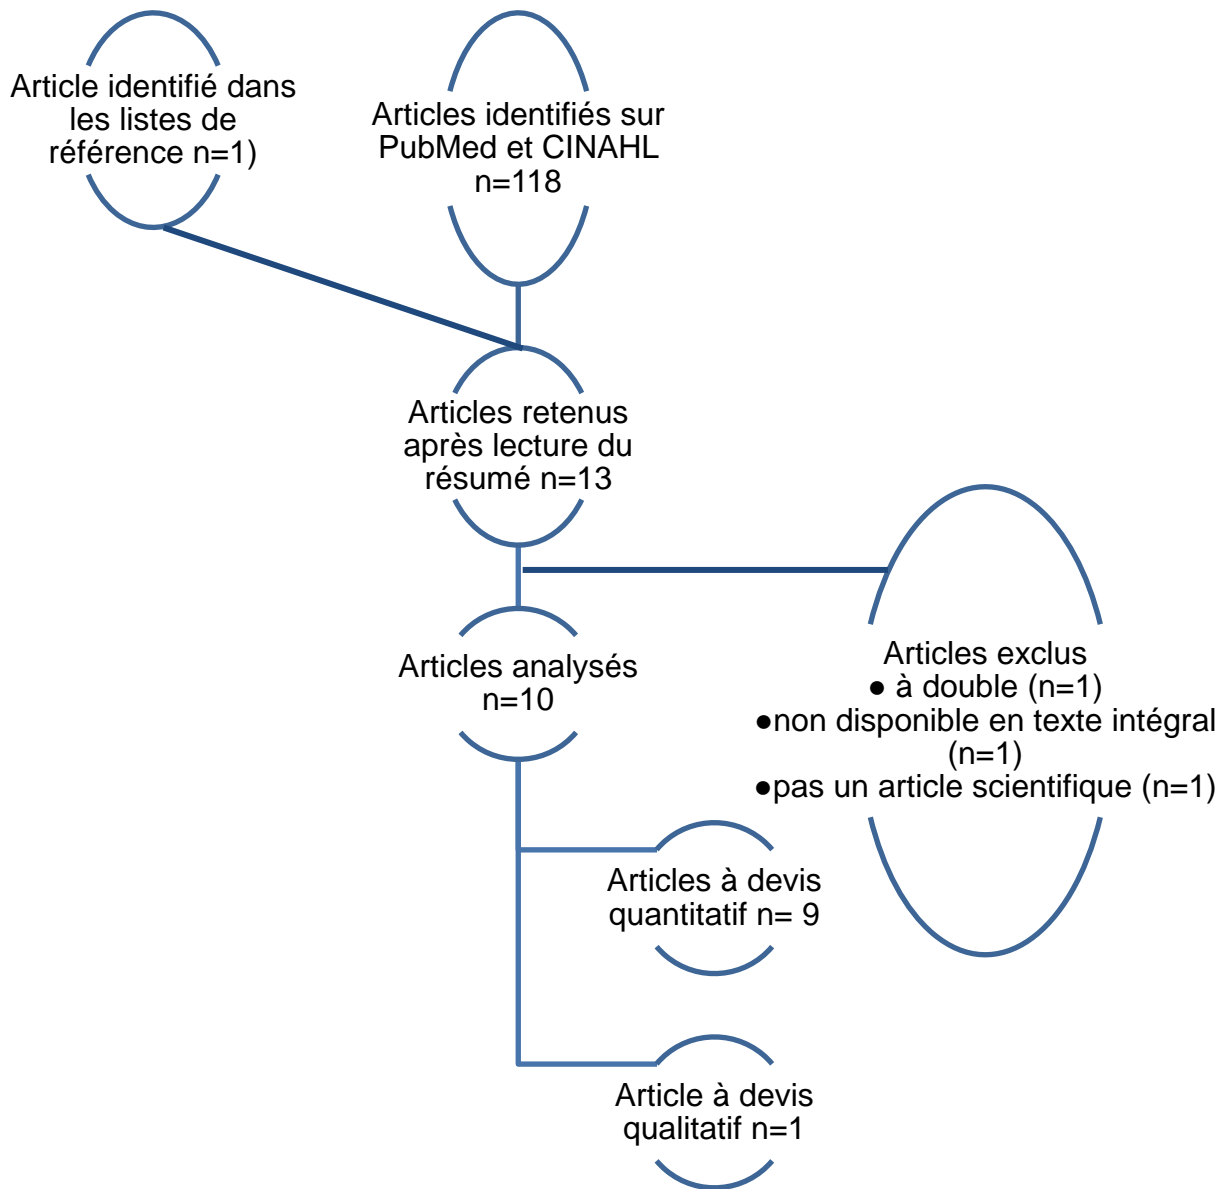 Article identifié dans
les listes de
référence n=1)
Articles identifiés sur
PubMed et CINAHL
n=118
Articles retenus
après lecture du
résumé n=13
Articles analysés
n=10
Articles exclus
● à double (n=1)
●non disponible en texte intégral
(n=1)
●pas un article scientifique (n=1)
Articles à devis
quantitatif n= 9
Article à devis
qualitatif n=1